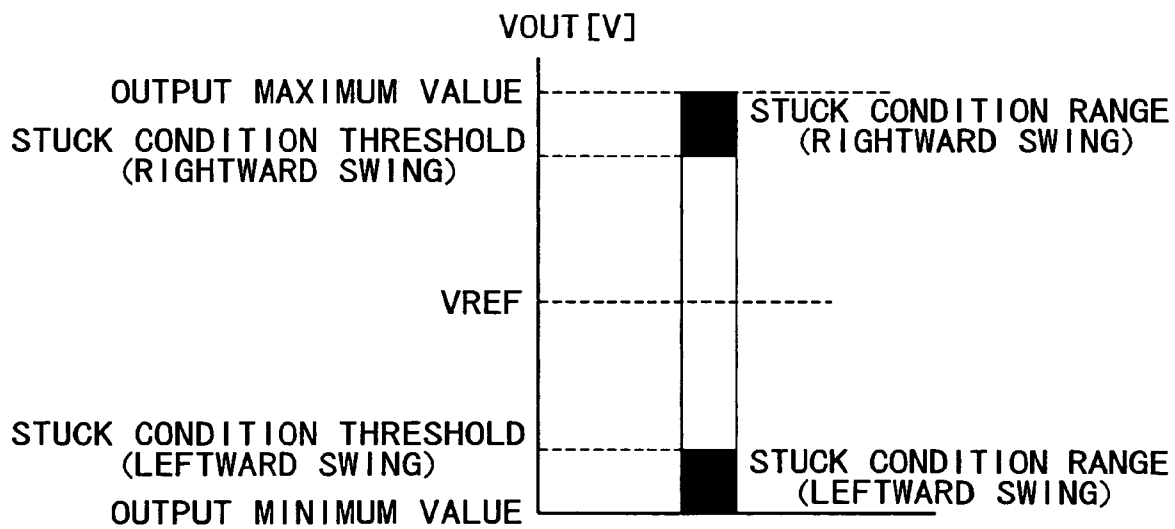 VOUT[V]
OUTPUT MAXIMUM VALUE
STUCK CONDITION THRESHOLD
(RIGHTWARD SWING)
STUCK CONDITION RANGE
(RIGHTWARD SWING)
VREF
STUCK CONDITION THRESHOLD
(LEFTWARD SWING)
STUCK CONDITION RANGE
(LEFTWARD SWING)
OUTPUT MINIMUM VALUE